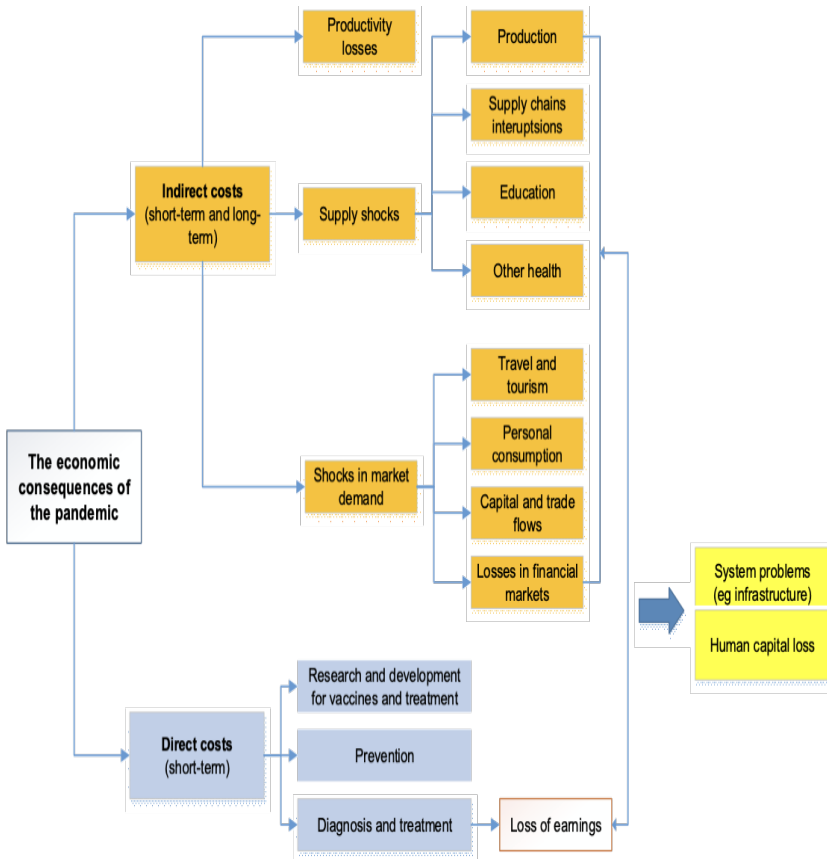 Productivity
losses
Production
Supply chains
interuptsions
Indirect costs
(short-term and long-
term)
Supply shocks
Education
Other health
Travel and
tourism
Personal
consumption
The economic
consequences of
the pandemic
Shocks in market
demand
Capital and trade
flows
Losses in financial
markets
System problems
(eg infrastructure)
Human capital loss
Research and development
for vaccines and treatment
Direct costs
(short-term)
Prevention
Diagnosis and treatment
Loss of earnings